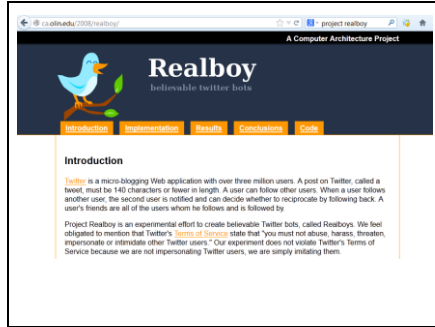 ca.olin.edu/2008/realboy/
project realboy
A Computer Architecture Project
Realboy
believable twitter bots
Introduction Implementation Results Conclusions Code
Introduction
Twitter is a micro-blogging Web application with over three million users. A post on Twitter, called a
tweet, must be 140 characters or fewer in length. A user can follow other users. When a user follows
another user, the second user is notified and can decide whether to reciprocate by following back. A
user's friends are all of the users whom he follows and is followed by.
Project Realboy is an experimental effort to create believable Twitter bots, called Realboys. We feel
obligated to mention that Twitter's Terms of Service state that "you must not abuse, harass, threaten,
impersonate or intimidate other Twitter users." Our experiment does not violate Twitter's Terms of
Service because we are not impersonating Twitter users, we are simply imitating them.